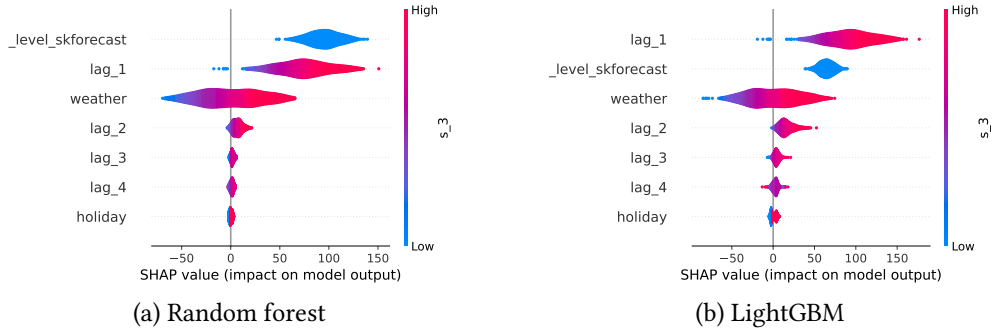 High
_level_skforecast
lag_1
weather
lag_2
lag_3
lag_4
holiday
s_3
Low
−50 0 50 100 150
SHAP value (impact on model output)
(a) Random forest
High
lag_1
_level_skforecast
weather
lag_2
lag_3
lag_4
holiday
s_3
Low
−50 0 50 100 150
SHAP value (impact on model output)
(b) LightGBM